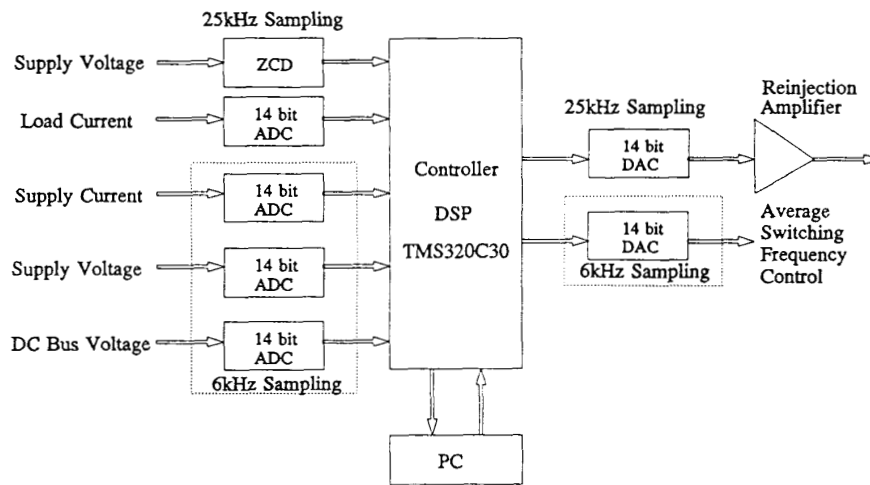 25kHz Sampling
Supply Voltage
ZCD
Load Current
14 bit
ADC
Supply Current
14 bit
ADC
Supply Voltage
14 bit
ADC
DC Bus Voltage
14 bit
ADC
6kHz Sampling
Controller
DSP
TMS320C30
PC
25kHz Sampling
14 bit
DAC
Reinjection
Amplifier
14 bit
DAC
6kHz Sampling
Average
Switching
Frequency
Control